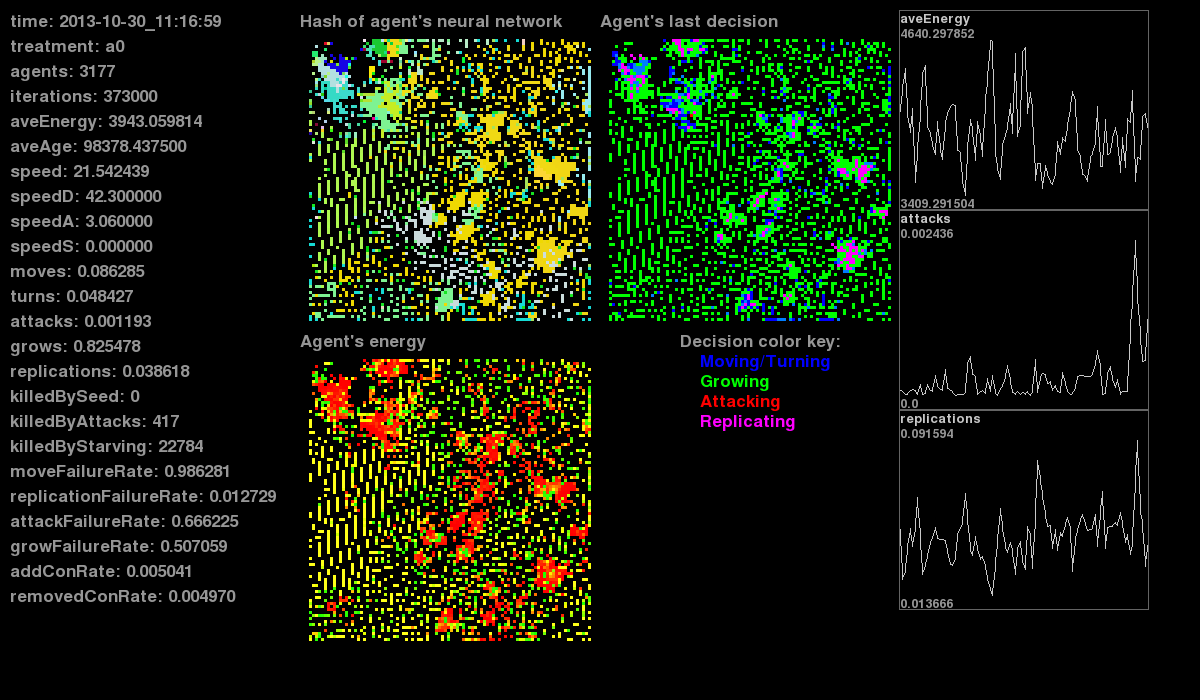 time: 2013-10-30_11:16:59
treatment: a0
agents: 3177
iterations: 373000
aveEnergy: 3943.059814
aveAge: 98378.437500
speed: 21.542439
speedD: 42.300000
speedA: 3.060000
speedS: 0.000000
moves: 0.086285
turns: 0.048427
attacks: 0.001193
grows: 0.825478
replications: 0.038618
killedBySeed: 0
killedByAttacks: 417
killedByStarving: 22784
moveFailureRate: 0.986281
replicationFailureRate: 0.012729
attackFailureRate: 0.666225
growFailureRate: 0.507059
addConRate: 0.005041
removedConRate: 0.004970
Hash of agent's neural network
Agent's last decision
Agent's energy
Decision color key:
Moving/Turning
Growing
Attacking
Replicating
aveEnergy
4640.297852
3409.291504
attacks
0.002436
0.0
replications
0.091594
0.013666